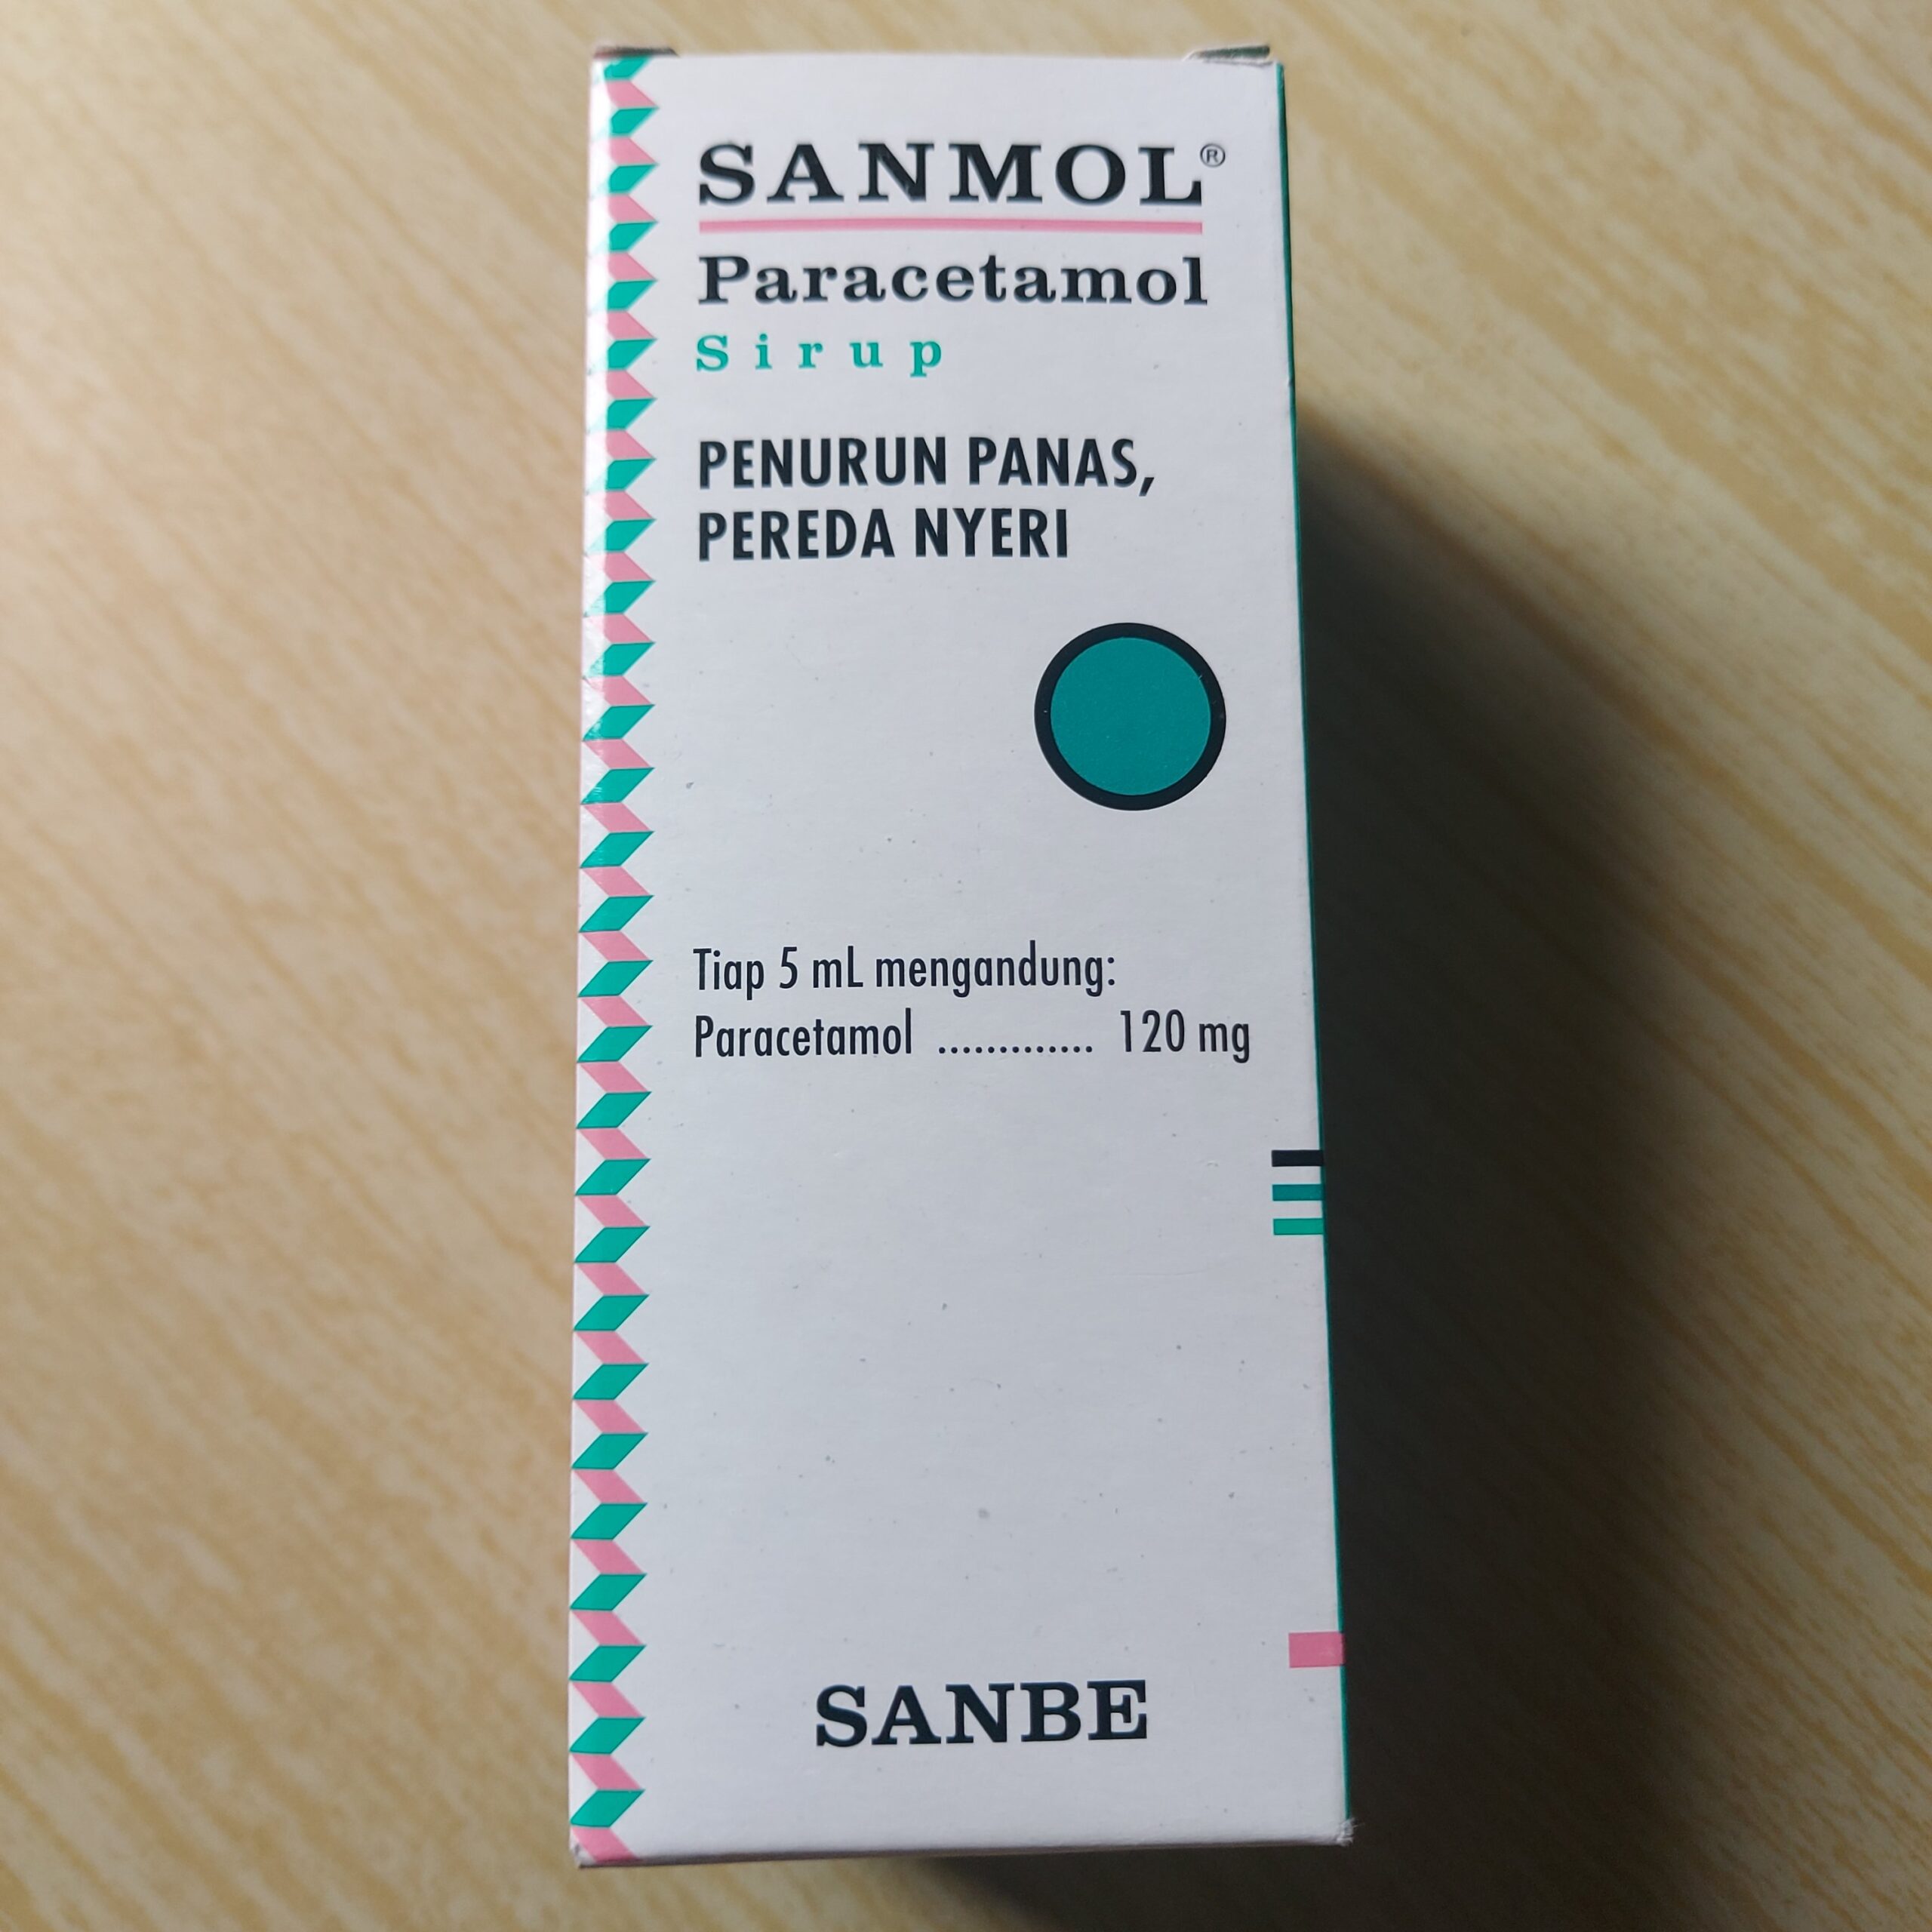 SANMOL®
Paracetamol
Sirup
PENURUN PANAS,
PEREDA NYERI
Tiap 5 mL mengandung:
Paracetamol ............. 120 mg
SANBE